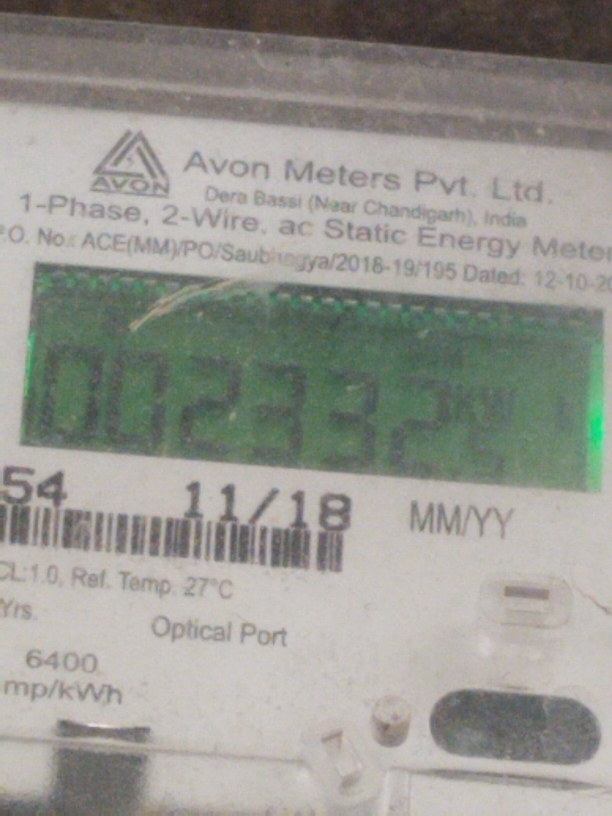 AVON
Avon Meters Pvt. Ltd.
Dera Bassi (Near Chandigarh), India
1-Phase, 2-Wire, ac Static Energy Meter
P.O. No.: ACE(MM)/PO/Saubhagya/2018-19/195 Dated: 12-10-20
002332 kW
54 11/18 MM/YY
CL:1.0, Ref. Temp. 27°C
Yrs.
Optical Port
6400
mp/kWh